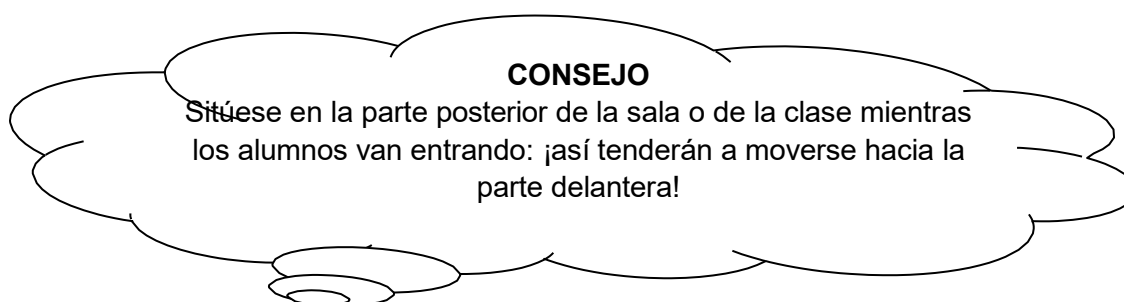 CONSEJO
Sitúese en la parte posterior de la sala o de la clase mientras
los alumnos van entrando: ¡así tenderán a moverse hacia la
parte delantera!